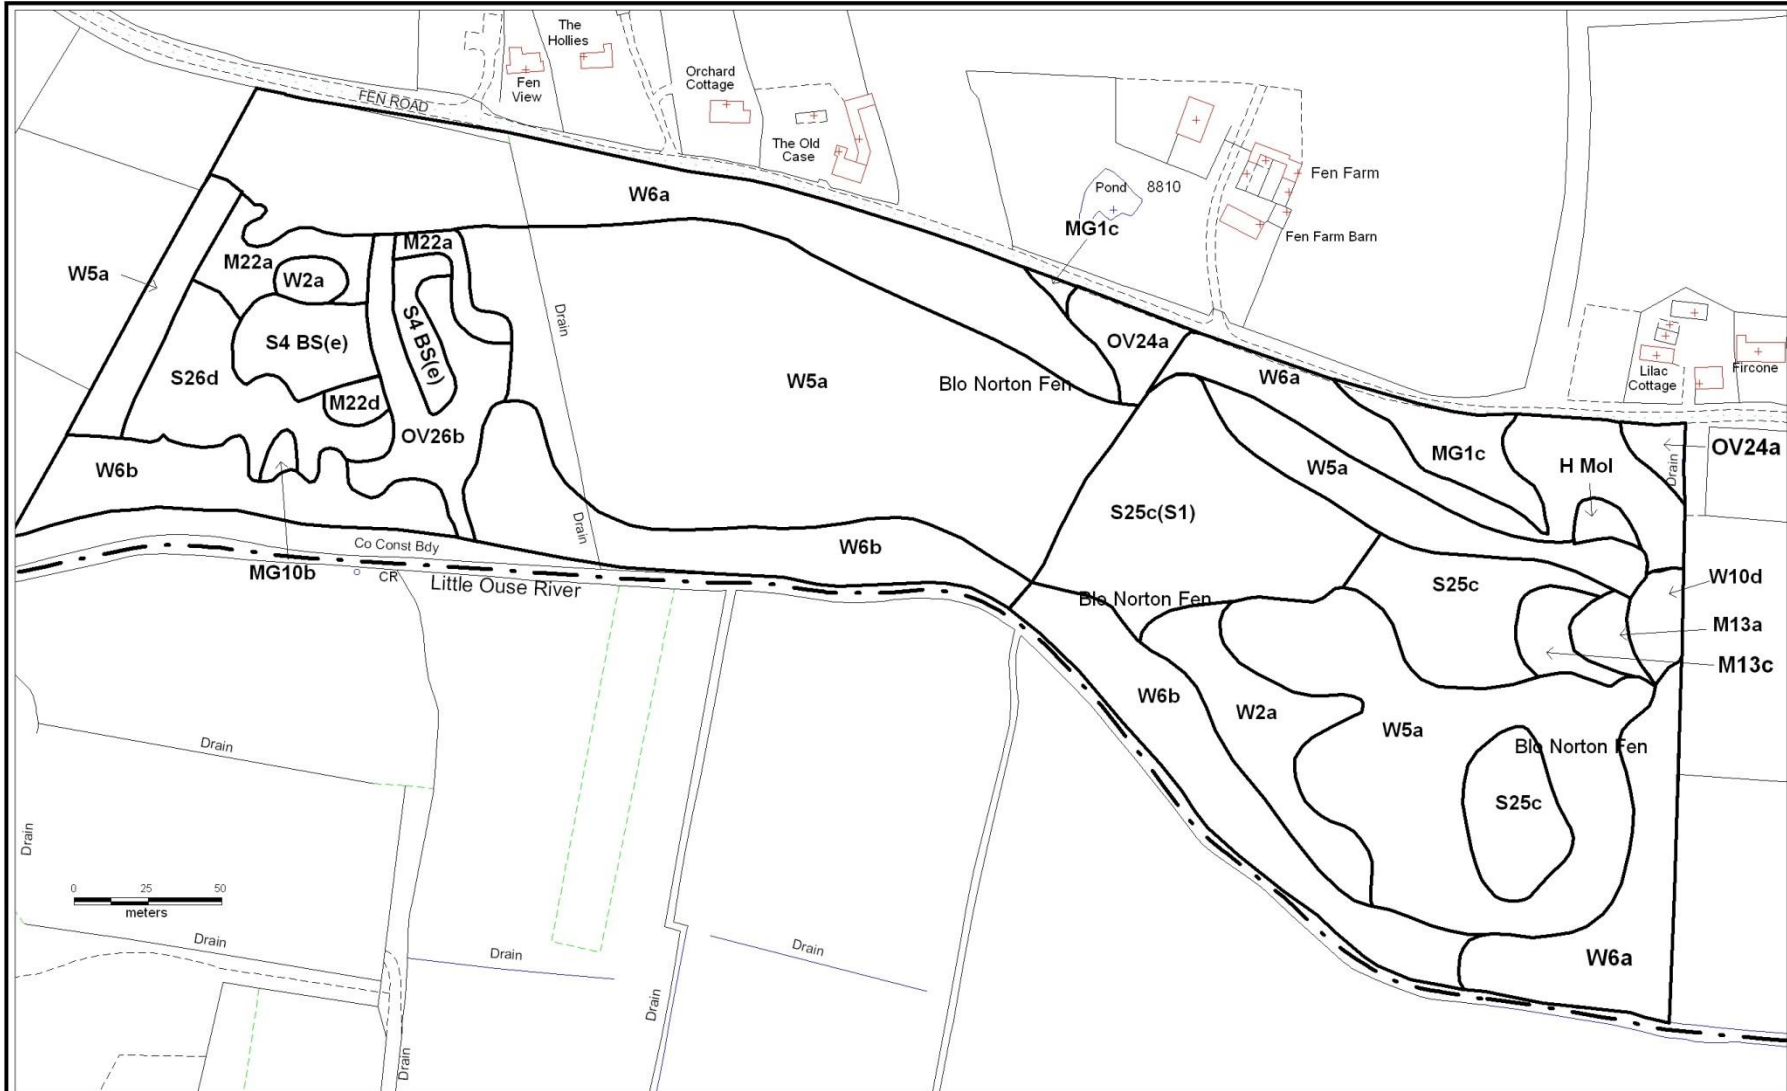 The
Hollies
Fen
View
FEN ROAD
Orchard
Cottage
The Old
Case
Pond
8810
Fen Farm
Fen Farm Barn
MG1c
W6a
M22a
M22a
W5a
W2a
Drain
S4 BS(e)
S4 BS(e)
OV24a
Lilac
Cottage
Fircone
S26d
W5a
Blo Norton Fen
W6a
M22d
OV26b
MG1c
OV24a
H Mol
Drain
W5a
W6b
S25c(S1)
Drain
W6b
Co Const Bdy
MG10b
CR
Little Ouse River
S25c
W10d
Blo Norton Fen
M13a
M13c
W6b
W2a
W5a
Blo Norton Fen
Drain
S25c
Drain
0 25 50
meters
Drain
Drain
Drain
W6a
Drain
Drain